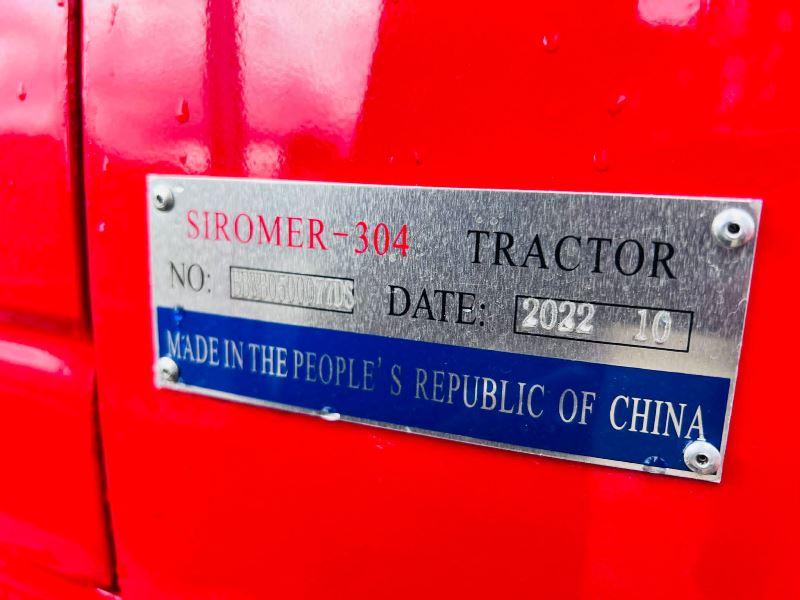 SIROMER-304 TRACTOR
NO: DATE: 2022 10
MADE IN THE PEOPLE'S REPUBLIC OF CHINA